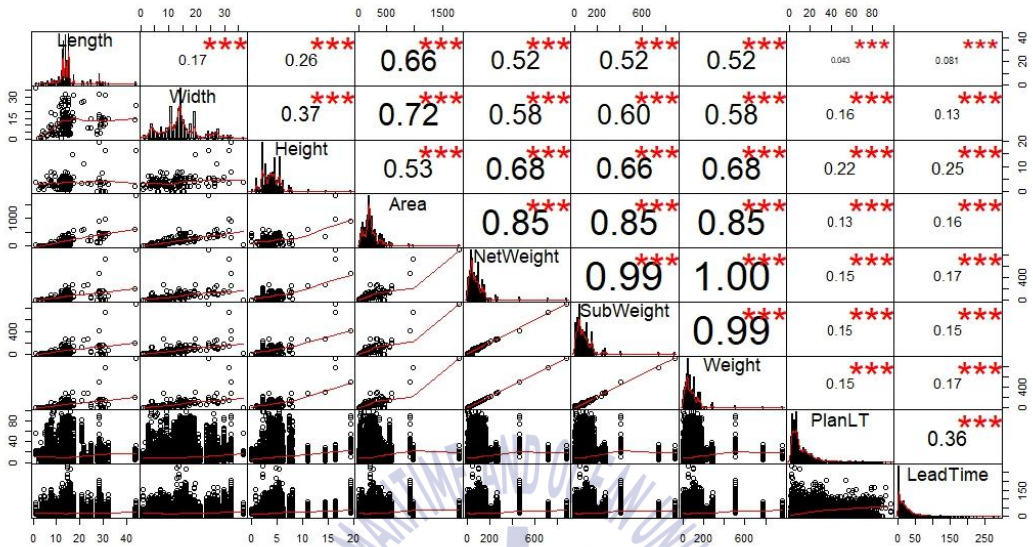 0 10 20 30 0 500 1500 0 200 600 0 20 40 60 80
Length *** 0.17 *** 0.26 *** 0.66 *** 0.52 *** 0.52 *** 0.52 *** 0.043 *** 0.081 0 20 40
0 15 30 Width *** 0.37 *** 0.72 *** 0.58 *** 0.60 *** 0.58 *** 0.16 *** 0.13
Height *** 0.53 *** 0.68 *** 0.66 *** 0.68 *** 0.22 *** 0.25 0 10 20
0 1000 Area *** 0.85 *** 0.85 *** 0.85 *** 0.13 *** 0.16
NetWeight *** 0.99 *** 1.00 *** 0.15 *** 0.17 0 400
0 400 SubWeight *** 0.99 *** 0.15 *** 0.15
Weight *** 0.15 *** 0.17 0 400
0 40 80 PlanLT *** 0.36
LeadTime 0 150
0 10 20 30 40 0 5 10 15 20 0 200 600 0 200 600 0 50 150 250
MARITIME AND OCEAN UNI